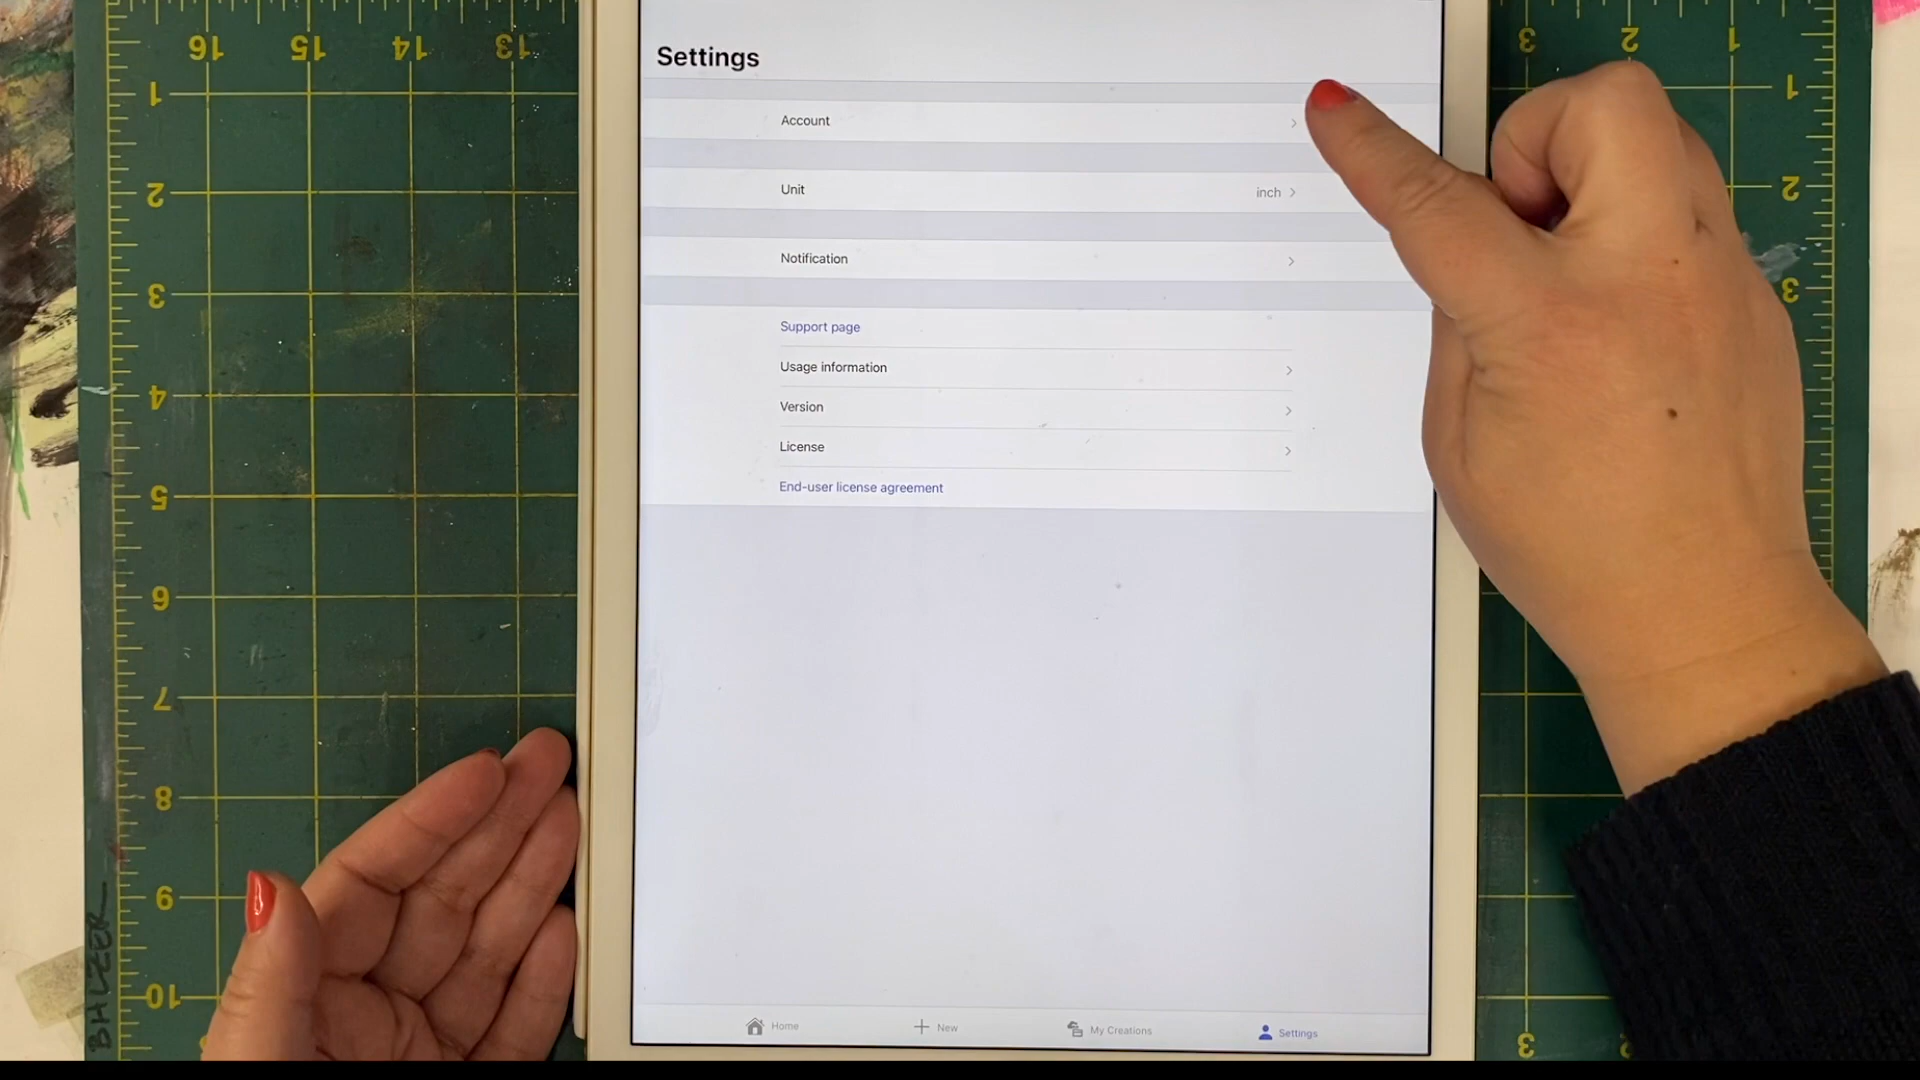 16 15 14 13
3 2 1
Settings
1
1
Account
2
Unit inch
2
Notification
3
3
Support page
Usage information
4
Version
License
5
End-user license agreement
6
7
8
9
10
BHLZER
Home New My Creations Settings
3 2